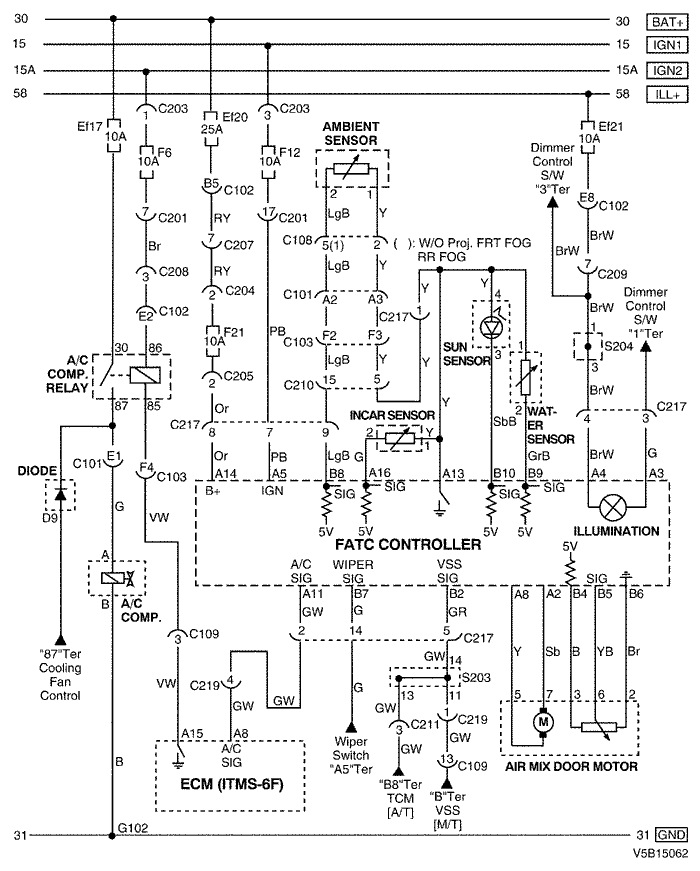 30 30 BAT+
15 15 IGN1
15A 15A IGN2
58 58 ILL+
C203 C203
1 3
Ef17 10A
Ef20 25A
Ef21 10A
AMBIENT SENSOR
Dimmer Control S/W "3"Ter
F6 10A
F12 10A
B5 C102
2 1
E8 C102
7 C201
17 C201
RY
LgB Y
BrW
Br
7 C207
C108 5(1) 2
( ): W/O Proj. FRT FOG
RR FOG
BrW
7 C209
3 C208
RY
LgB Y
Y Y
2 C204
C101 A2 A3
4
BrW
Dimmer Control S/W "1"Ter
E2 C102
C217 1
F21 10A
PB
C103 F2 F3
SUN SENSOR
3
1
1 S204 3
30 86
A/C COMP. RELAY
LgB Y
2 C205
C210 15 5
2
WATER SENSOR
BrW
87 85
Or
Y
INCAR SENSOR
SbB
4 3 C217
C217 8 7 9
2 1
Y
C101 E1
F4 C103
Or PB LgB
G
GrB
BrW G
DIODE
A14 A5 B8 A16 A13 B10 B9 A4 A3
D9
B+ IGN SIG SIG SIG SIG
G
VW
5V 5V 5V 5V
ILLUMINATION
FATC CONTROLLER
5V
A
A/C SIG
WIPER SIG
VSS SIG
SIG
B
A/C COMP.
A11 B7 B2 A8 A2 B4 B5 B6
GW G GR
3 C109
2 14 5 C217
"87"Ter Cooling Fan Control
Y Sb B YB Br
GW 14
S203
VW
C219 4
13 11
5 7 3 6 2
GW GW
G
GW
3 C211
1 C219
M
A15 A8
Wiper Switch "A5"Ter
GW GW
A/C SIG
13 C109
AIR MIX DOOR MOTOR
B
ECM (ITMS-6F)
"B8"Ter TCM [A/T]
"B"Ter VSS [M/T]
G102
31 31 GND
V5B15062